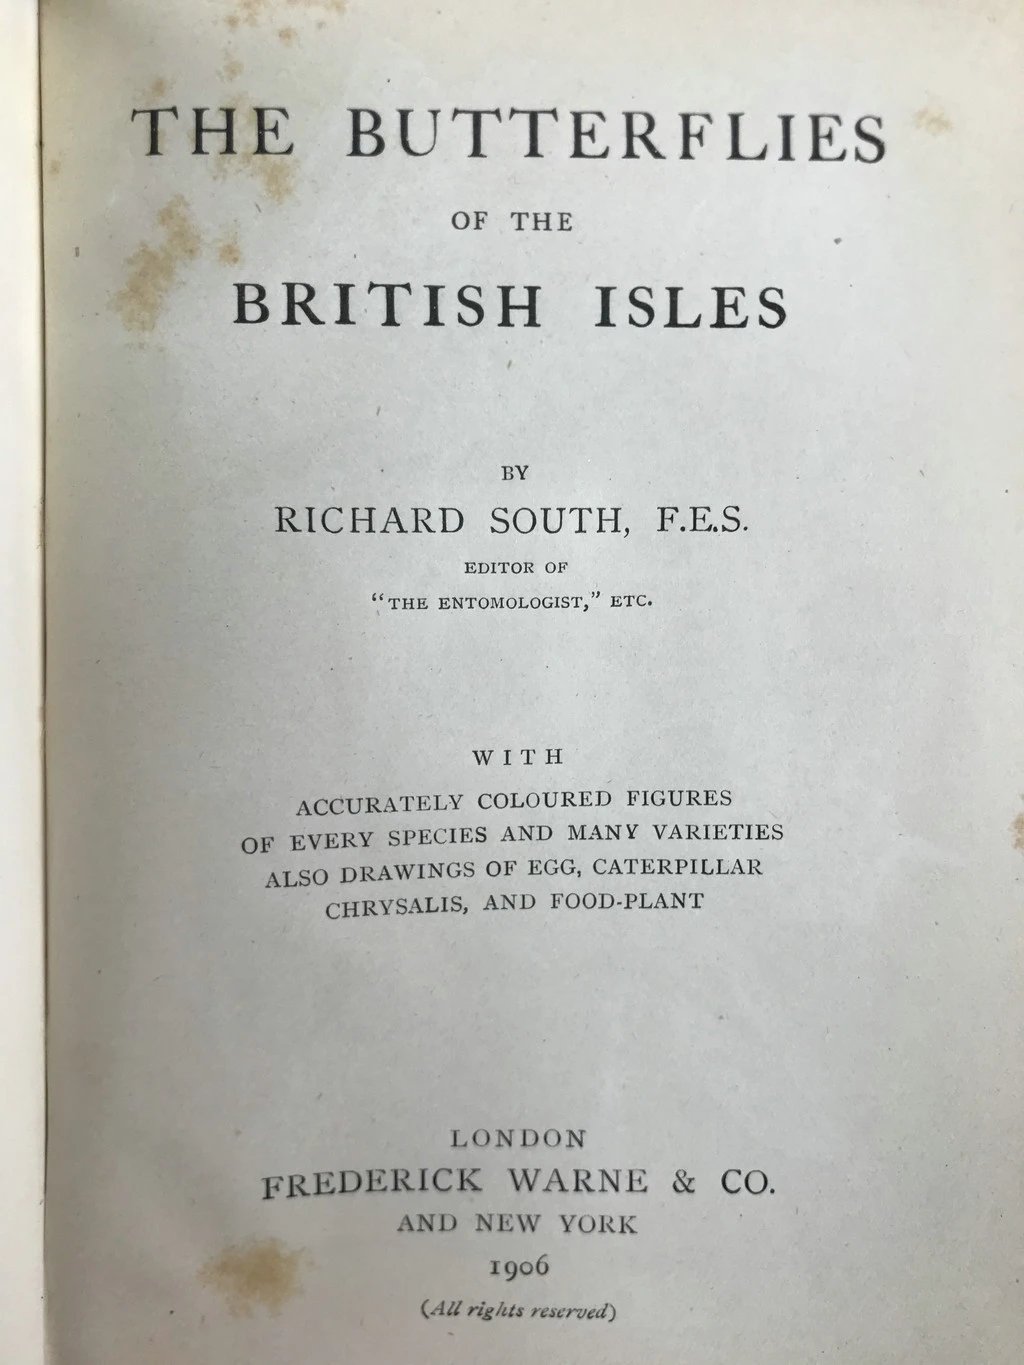 THE BUTTERFLIES
OF THE
BRITISH ISLES
BY
RICHARD SOUTH, F.E.S.
EDITOR OF
“THE ENTOMOLOGIST,” ETC.
WITH
ACCURATELY COLOURED FIGURES
OF EVERY SPECIES AND MANY VARIETIES
ALSO DRAWINGS OF EGG, CATERPILLAR
CHRYSALIS, AND FOOD-PLANT
LONDON
FREDERICK WARNE & CO.
AND NEW YORK
1906
(All rights reserved)